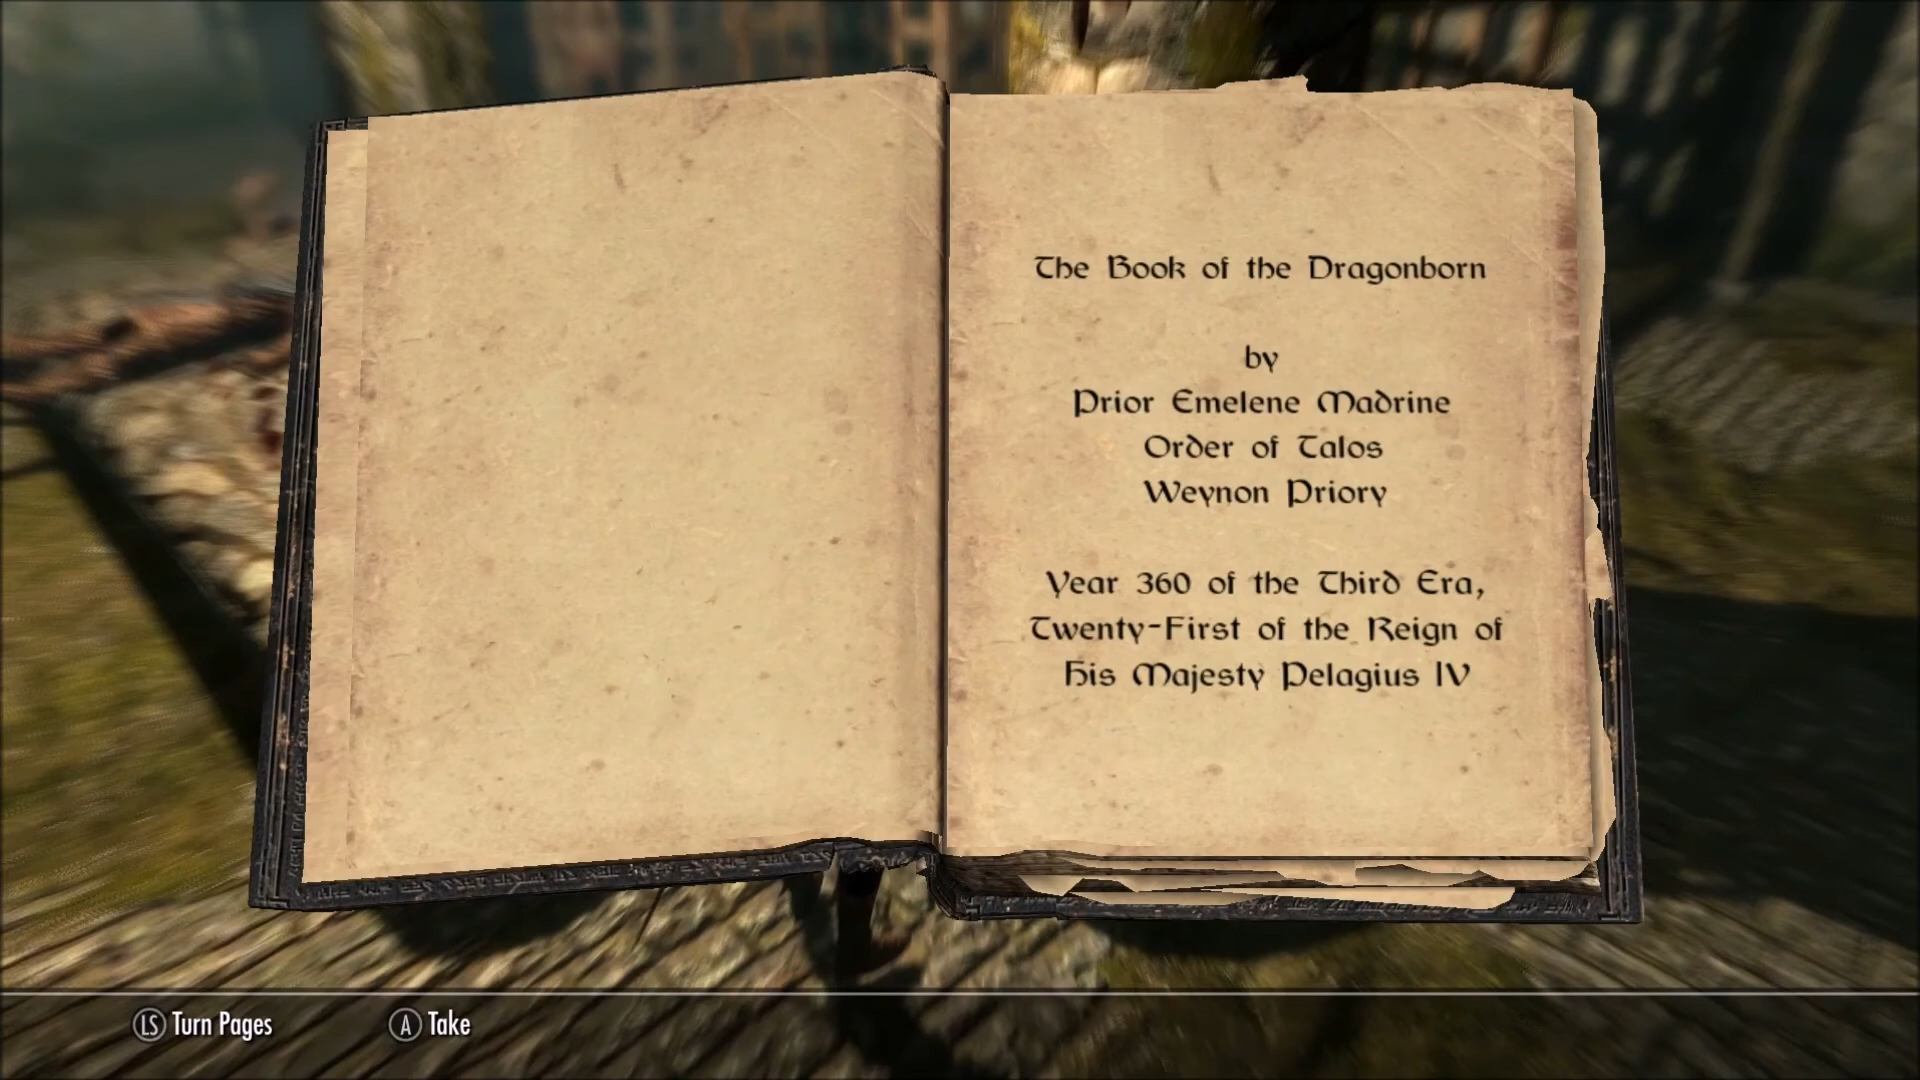 The Book of the Dragonborn
by
Prior Emelene Madrine
Order of Talos
Weynon Priory
Year 360 of the Third Era,
Twenty-First of the Reign of
His Majesty Pelagius IV
LS Turn Pages
A Take